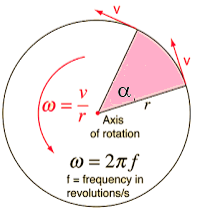 v
v
α
r
ω = v/r
Axis
of rotation
ω = 2πf
f = frequency in
revolutions/s